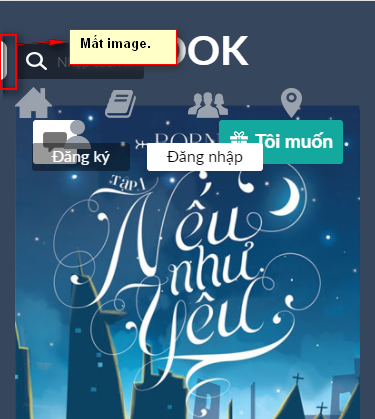 Mất image.
OOK
Đăng ký
Đăng nhập
Tôi muốn
TẬP 1
Nếu
như
Yêu